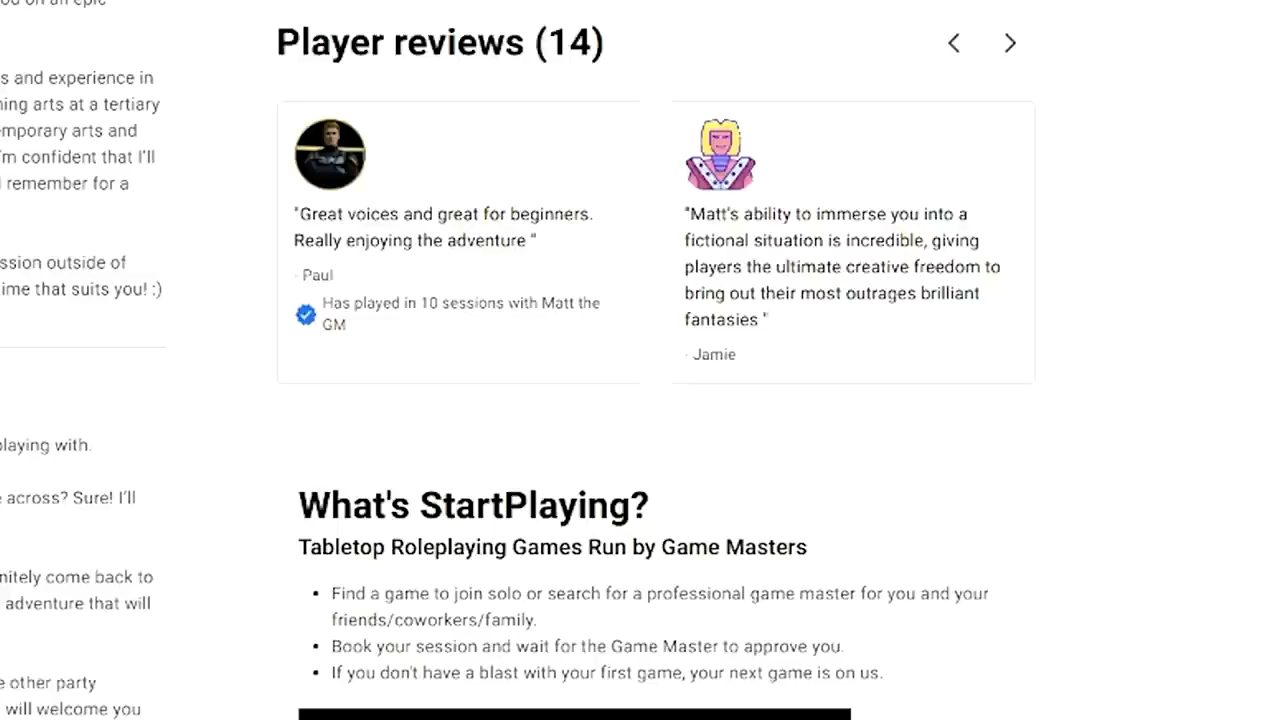 s and experience in
ning arts at a tertiary
emporary arts and
'm confident that I'll
remember for a
ssion outside of
ime that suits you! :)
playing with.
across? Sure! I'll
nitely come back to
adventure that will
other party
will welcome you
Player reviews (14)
"Great voices and great for beginners.
Really enjoying the adventure "
- Paul
Has played in 10 sessions with Matt the
GM
"Matt's ability to immerse you into a
fictional situation is incredible, giving
players the ultimate creative freedom to
bring out their most outrages brilliant
fantasies "
- Jamie
What's StartPlaying?
Tabletop Roleplaying Games Run by Game Masters
• Find a game to join solo or search for a professional game master for you and your
friends/coworkers/family.
• Book your session and wait for the Game Master to approve you.
• If you don't have a blast with your first game, your next game is on us.